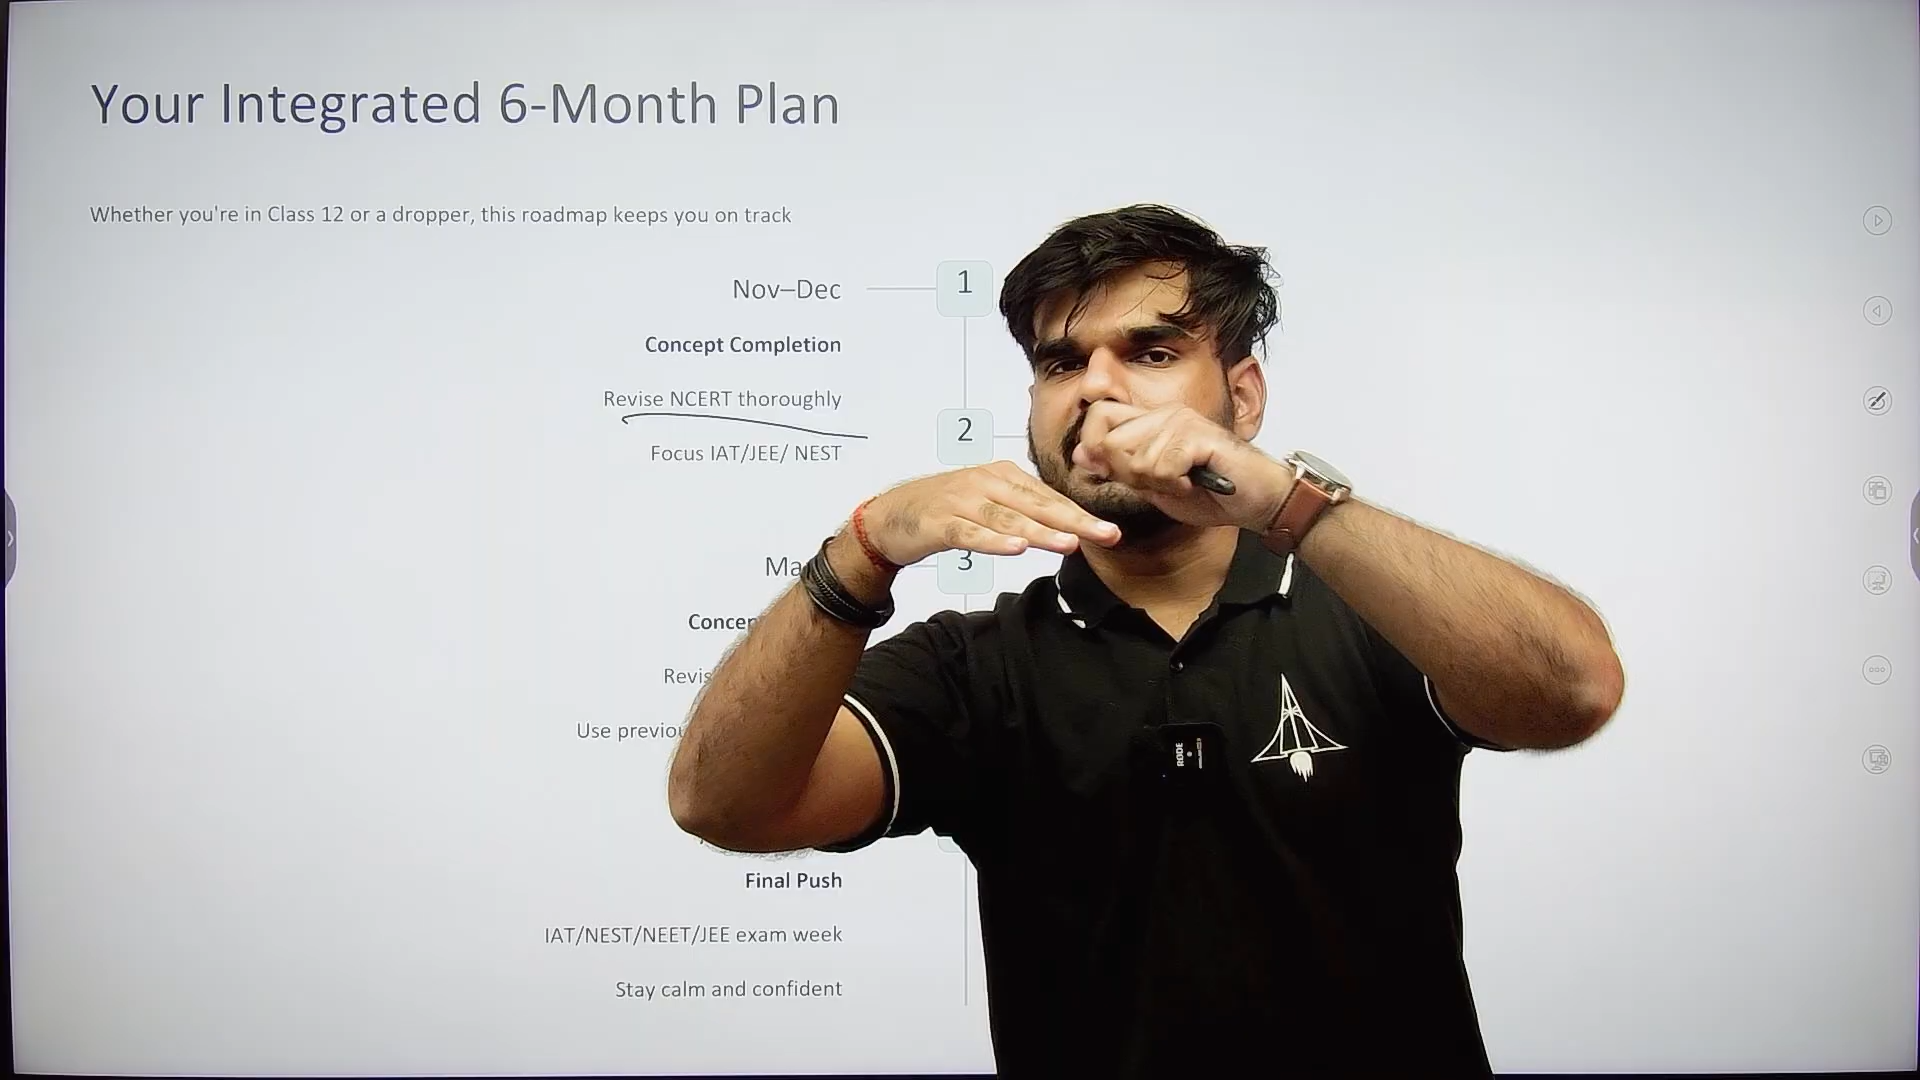 Your Integrated 6-Month Plan
Whether you're in Class 12 or a dropper, this roadmap keeps you on track
Nov–Dec
1
Concept Completion
Revise NCERT thoroughly
2
Focus IAT/JEE/ NEST
3
Use
Final Push
IAT/NEST/NEET/JEE exam week
Stay calm and confident
RODE